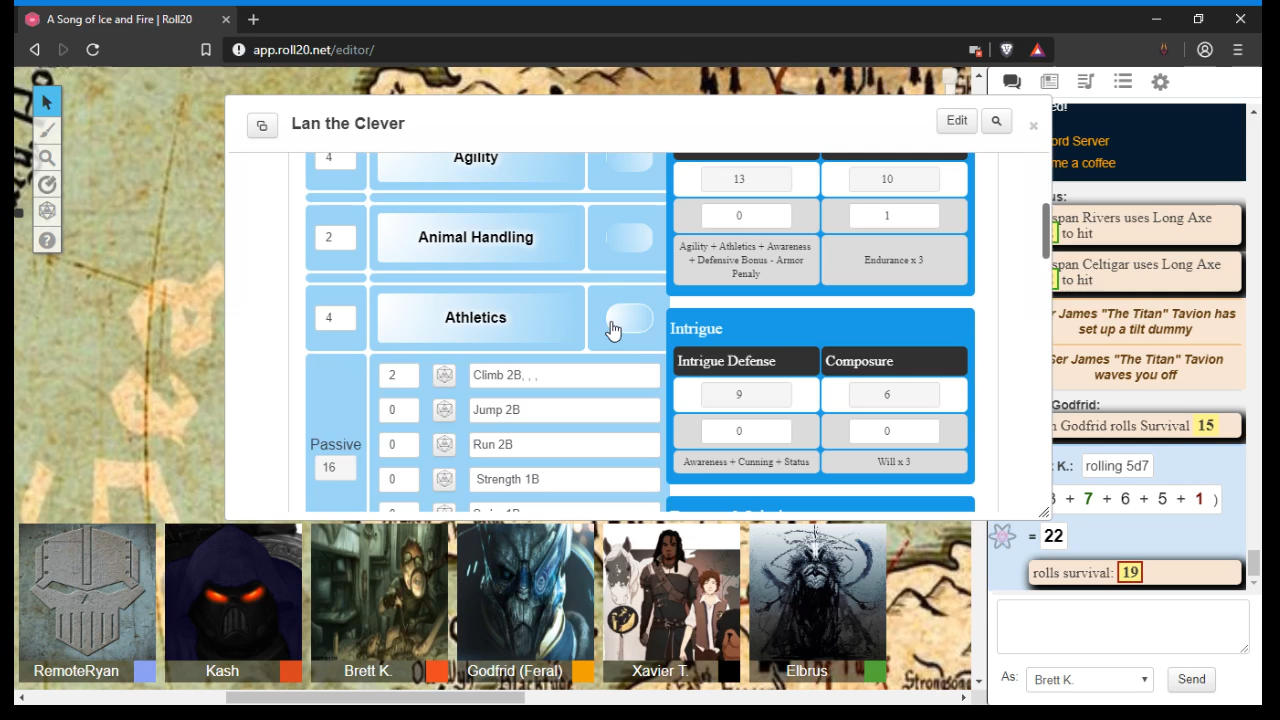 A Song of Ice and Fire | Roll20
app.roll20.net/editor/
Lan the Clever
Edit
4
Agility
2
Animal Handling
4
Athletics
Passive
16
2
Climb 2B, , ,
0
Jump 2B
0
Run 2B
0
Strength 1B
13
10
0
1
Agility + Athletics + Awareness
+ Defensive Bonus - Armor
Penaly
Endurance x 3
Intrigue
Intrigue Defense
Composure
9
6
0
0
Awareness + Cunning + Status
Will x 3
ord Server
me a coffee
us:
span Rivers uses Long Axe
to hit
span Celtigar uses Long Axe
to hit
er James "The Titan" Tavion has
set up a tilt dummy
Ser James "The Titan" Tavion
waves you off
Godfrid:
n Godfrid rolls Survival 15
K.: rolling 5d7
+ 7 + 6 + 5 + 1 )
= 22
rolls survival: 19
As:
Brett K.
Send
RemoteRyan
Kash
Brett K.
Godfrid (Feral)
Xavier T.
Elbrus